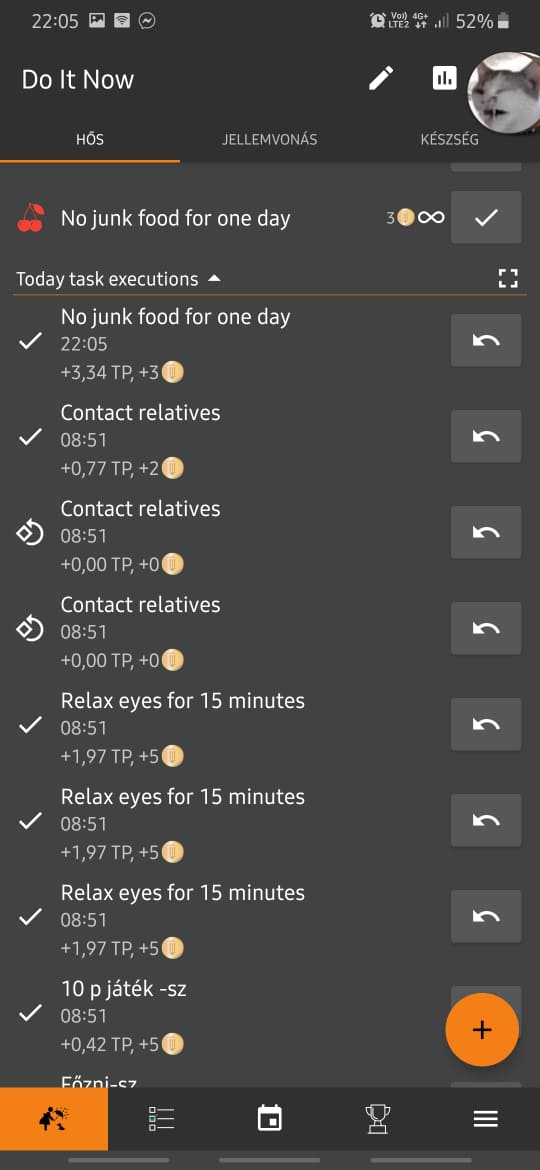 22:05 Vo)) LTE2 4G+ 52%
Do It Now
HŐS JELLEMVONÁS KÉSZSÉG
No junk food for one day 3 ∞
Today task executions
No junk food for one day
22:05
+3,34 TP, +3
Contact relatives
08:51
+0,77 TP, +2
Contact relatives
08:51
+0,00 TP, +0
Contact relatives
08:51
+0,00 TP, +0
Relax eyes for 15 minutes
08:51
+1,97 TP, +5
Relax eyes for 15 minutes
08:51
+1,97 TP, +5
Relax eyes for 15 minutes
08:51
+1,97 TP, +5
10 p játék -sz
08:51
+0,42 TP, +5
Főzni-sz